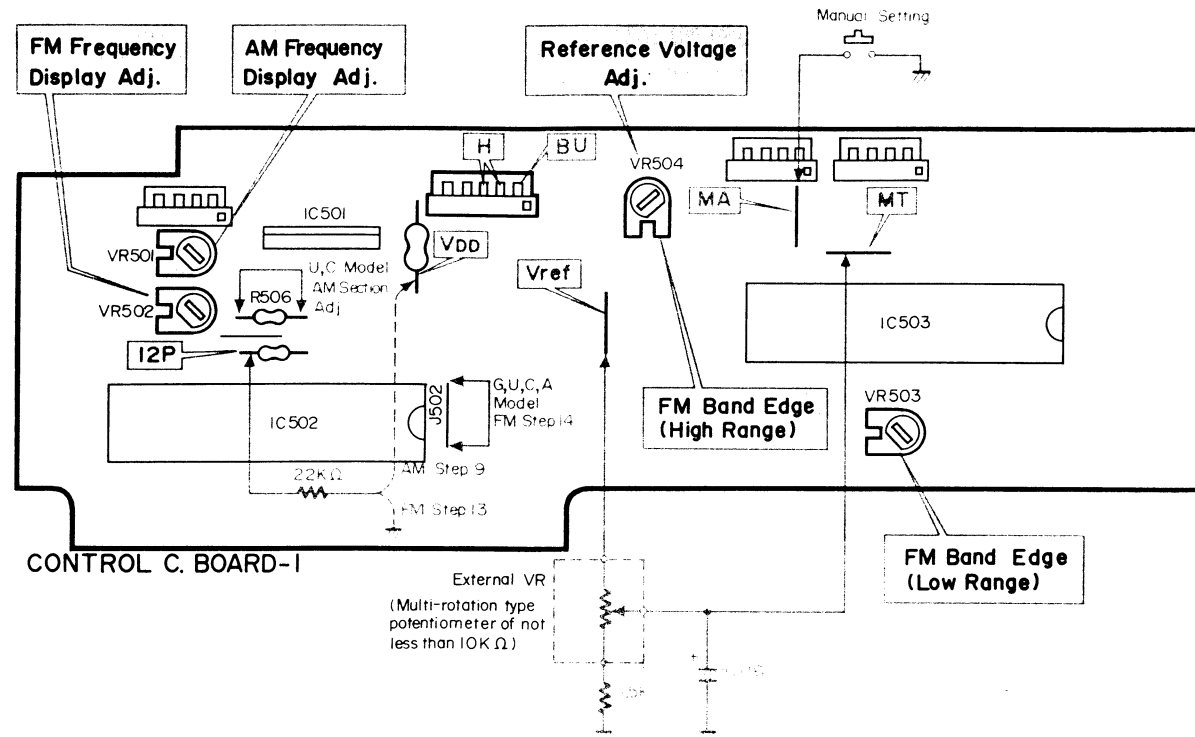 Manual Setting
FM Frequency
Display Adj.
AM Frequency
Display Adj.
Reference Voltage
Adj.
H
BU
VR504
MA
MT
IC501
VR501
VDD
U,C Model
AM Section
Adj
Vref
R506
VR502
IC503
12P
G,U,C,A
Model
FM Step 14
J502
IC502
FM Band Edge
(High Range)
VR503
AM Step 9
22KΩ
FM Step 13
CONTROL C. BOARD-1
FM Band Edge
(Low Range)
External VR
(Multi-rotation type
potentiometer of not
less than 10KΩ)
+